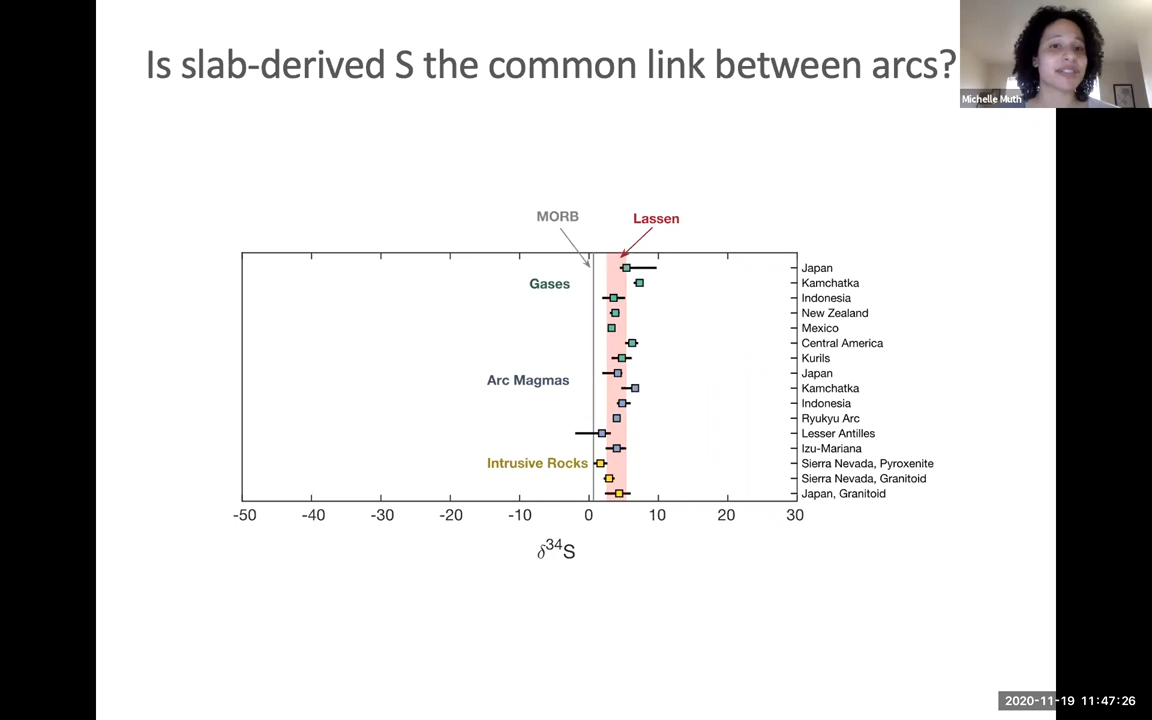 Is slab-derived S the common link between arcs?
Michelle Muth
MORB
Lassen
Gases
Arc Magmas
Intrusive Rocks
Japan
Kamchatka
Indonesia
New Zealand
Mexico
Central America
Kurils
Japan
Kamchatka
Indonesia
Ryukyu Arc
Lesser Antilles
Izu-Mariana
Sierra Nevada, Pyroxenite
Sierra Nevada, Granitoid
Japan, Granitoid
-50 -40 -30 -20 -10 0 10 20 30
δ³⁴S
2020-11-19 11:47:26